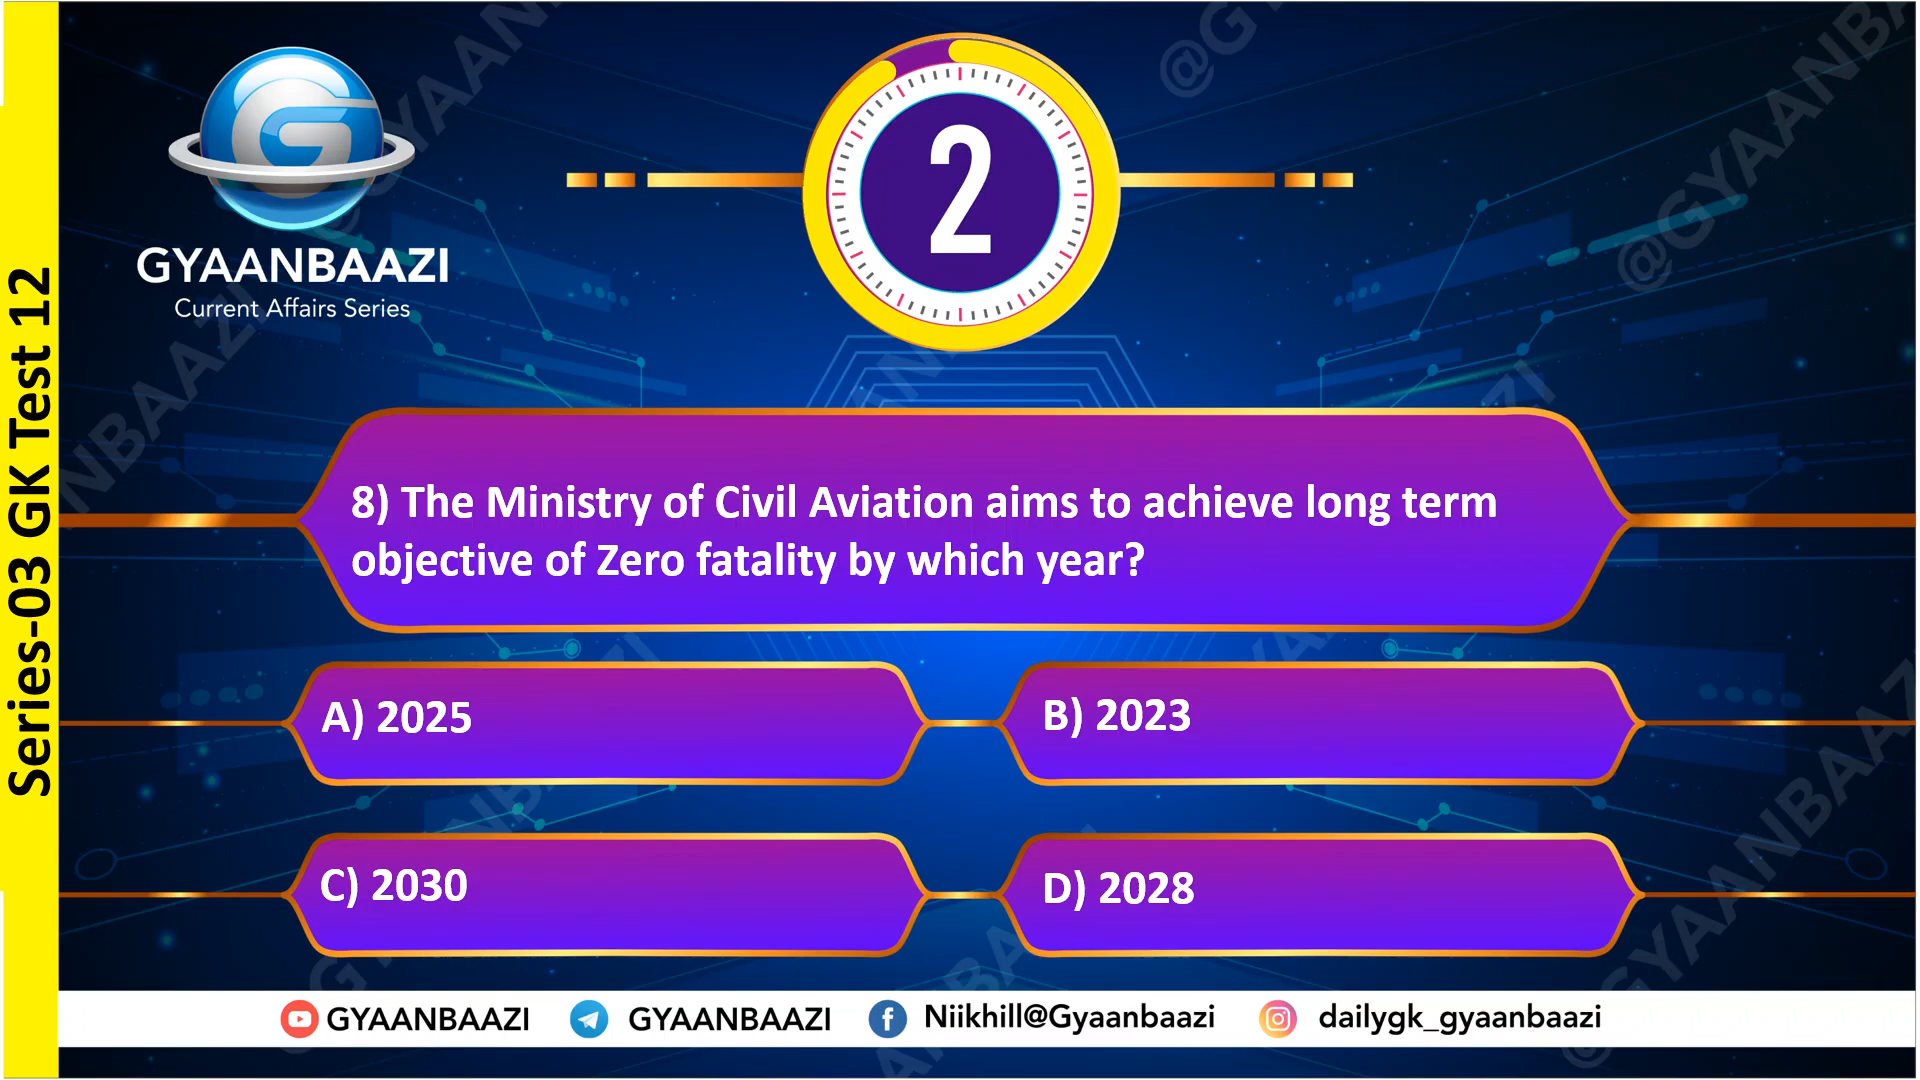 Series-03 GK Test 12
GYAANBAAZI
Current Affairs Series
2
8) The Ministry of Civil Aviation aims to achieve long term
objective of Zero fatality by which year?
A) 2025
B) 2023
C) 2030
D) 2028
GYAANBAAZI
GYAANBAAZI
Niikhill@Gyaanbaazi
dailygk_gyaanbaazi
@GYAANBAAZI